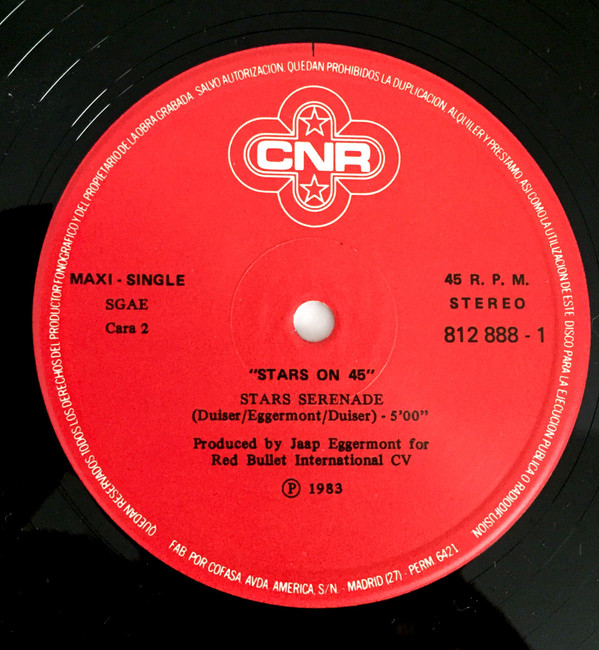 QUEDAN RESERVADOS TODOS LOS DERECHOS DEL PRODUCTOR FONOGRAFICO Y DEL PROPIETARIO DE LA OBRA GRABADA. SALVO AUTORIZACION, QUEDAN PROHIBIDOS LA DUPLICACION, ALQUILER Y PRESTAMO, ASI COMO LA UTILIZACION DE ESTE DISCO PARA LA EJECUCION PUBLICA O RADIODIFUSION.
CNR
MAXI - SINGLE
SGAE
Cara 2
45 R. P. M.
STEREO
812 888 - 1
"STARS ON 45"
STARS SERENADE
(Duiser/Eggermont/Duiser) - 5'00"
Produced by Jaap Eggermont for
Red Bullet International CV
Ⓟ 1983
FAB. POR COFASA. AVDA. AMERICA, S/N. - MADRID (27) - PERM. 6421